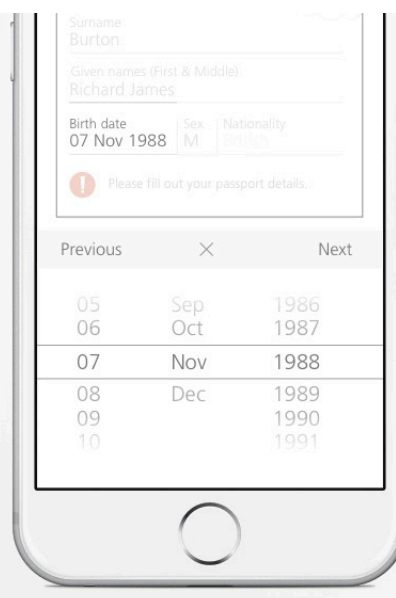 Surname
Burton
Given names (First & Middle)
Richard James
Birth date Sex Nationality
07 Nov 1988 M British
! Please fill out your passport details.
Previous × Next
05 Sep 1986
06 Oct 1987
07 Nov 1988
08 Dec 1989
09 1990
10 1991